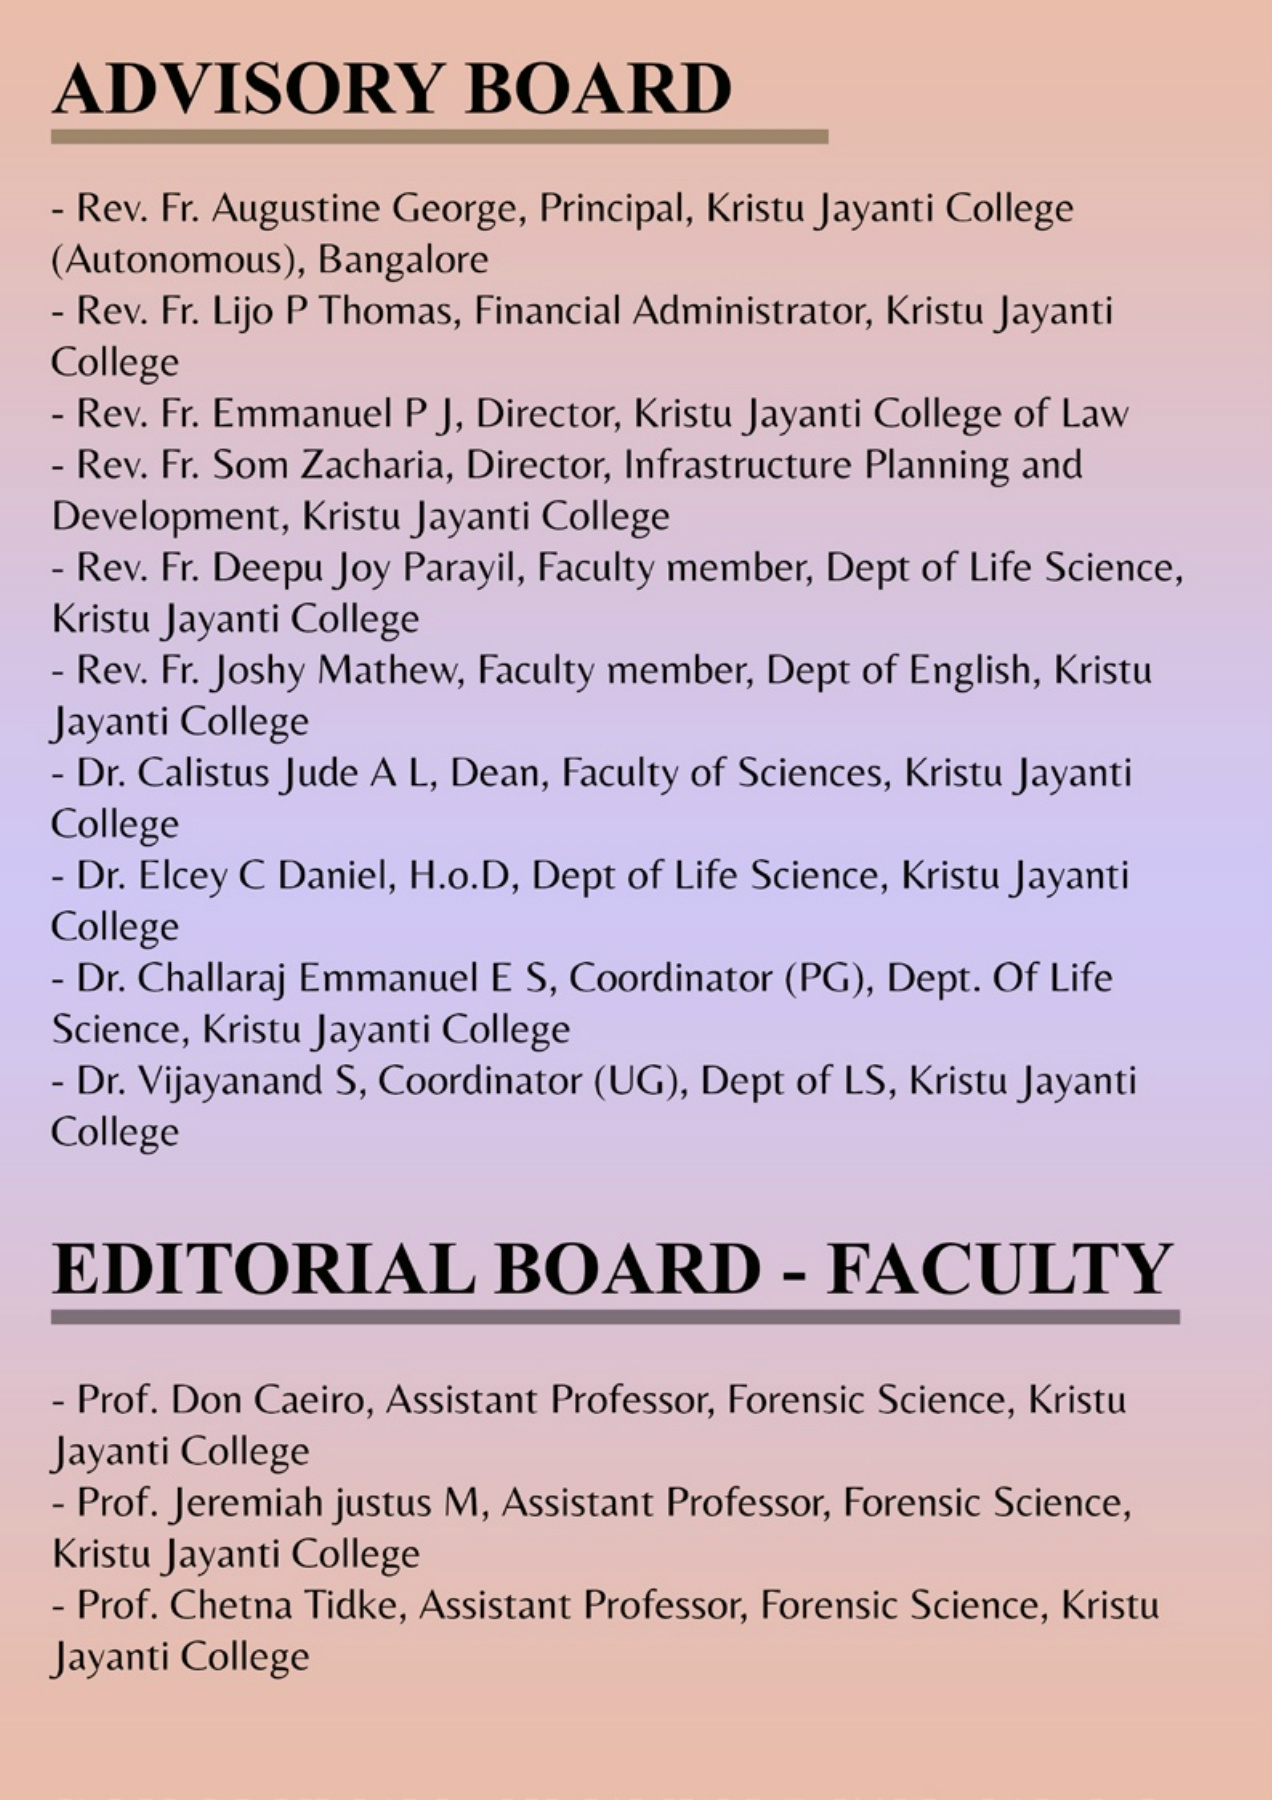 ADVISORY BOARD
- Rev. Fr. Augustine George, Principal, Kristu Jayanti College
(Autonomous), Bangalore
- Rev. Fr. Lijo P Thomas, Financial Administrator, Kristu Jayanti
College
- Rev. Fr. Emmanuel P J, Director, Kristu Jayanti College of Law
- Rev. Fr. Som Zacharia, Director, Infrastructure Planning and
Development, Kristu Jayanti College
- Rev. Fr. Deepu Joy Parayil, Faculty member, Dept of Life Science,
Kristu Jayanti College
- Rev. Fr. Joshy Mathew, Faculty member, Dept of English, Kristu
Jayanti College
- Dr. Calistus Jude A L, Dean, Faculty of Sciences, Kristu Jayanti
College
- Dr. Elcey C Daniel, H.o.D, Dept of Life Science, Kristu Jayanti
College
- Dr. Challaraj Emmanuel E S, Coordinator (PG), Dept. Of Life
Science, Kristu Jayanti College
- Dr. Vijayanand S, Coordinator (UG), Dept of LS, Kristu Jayanti
College
EDITORIAL BOARD - FACULTY
- Prof. Don Caeiro, Assistant Professor, Forensic Science, Kristu
Jayanti College
- Prof. Jeremiah justus M, Assistant Professor, Forensic Science,
Kristu Jayanti College
- Prof. Chetna Tidke, Assistant Professor, Forensic Science, Kristu
Jayanti College